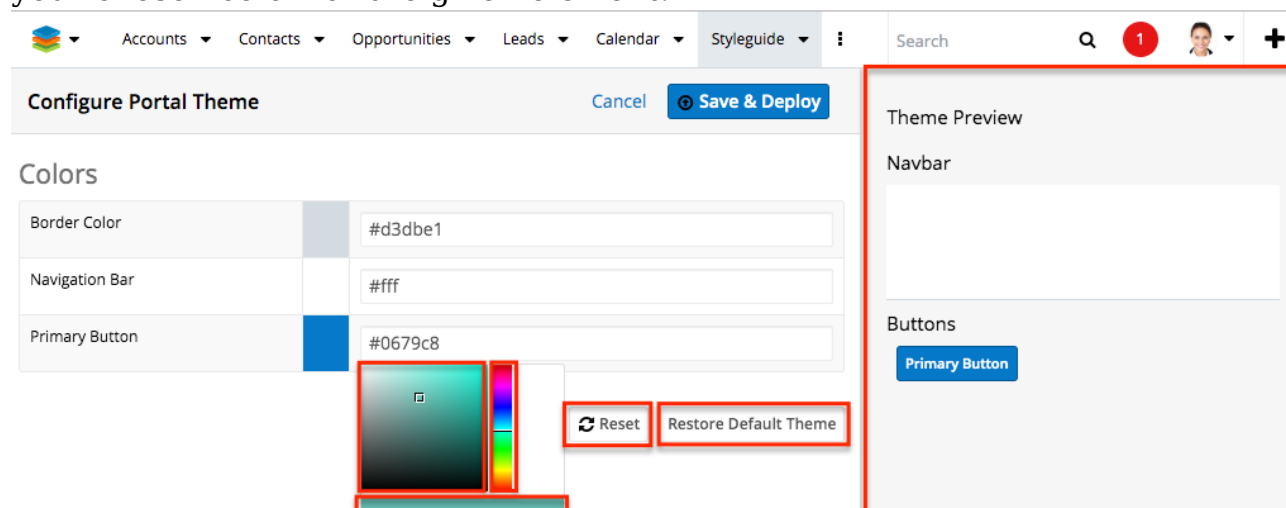 Accounts Contacts Opportunities Leads Calendar Styleguide Search 1
Configure Portal Theme Cancel Save & Deploy
Theme Preview
Navbar
Colors
Border Color #d3dbe1
Navigation Bar #fff
Primary Button #0679c8
Buttons
Primary Button
Reset Restore Default Theme